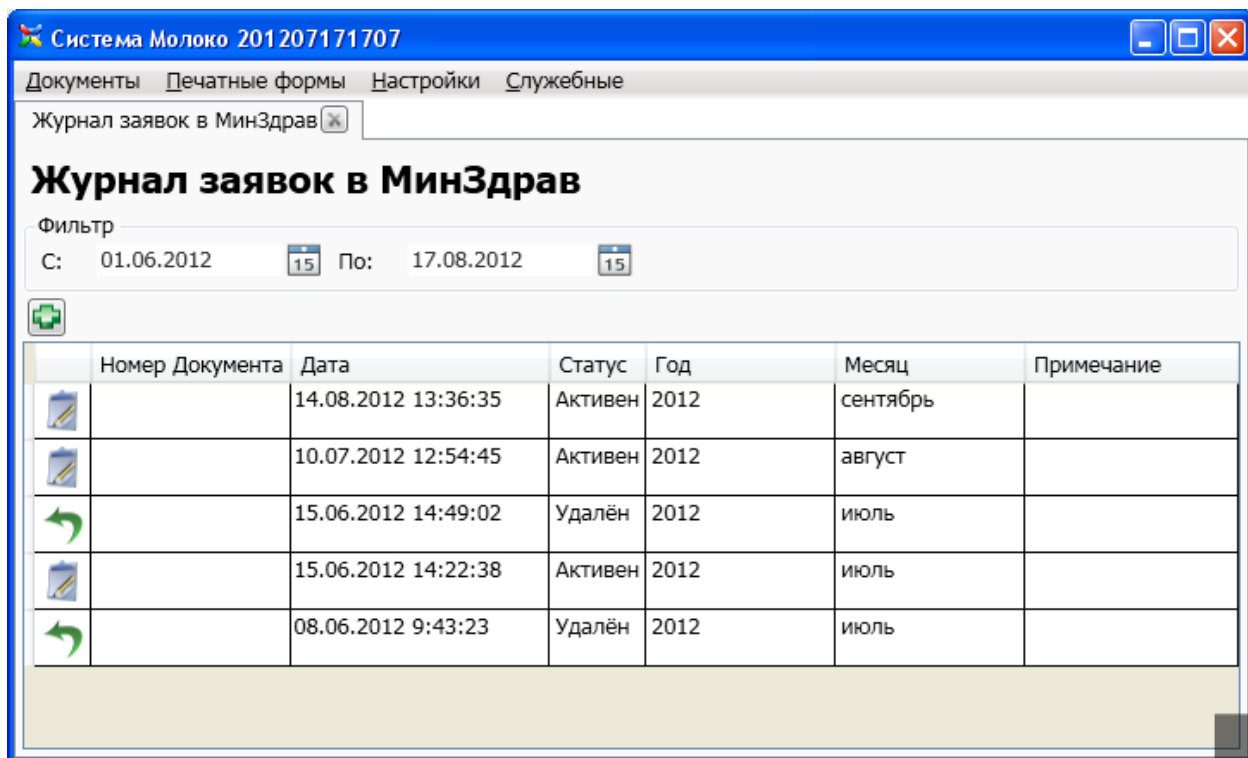 Система Молоко 201207171707
Документы Печатные формы Настройки Служебные
Журнал заявок в МинЗдрав
Журнал заявок в МинЗдрав
Фильтр
С: 01.06.2012 15 По: 17.08.2012 15
Номер Документа Дата Статус Год Месяц Примечание
14.08.2012 13:36:35 Активен 2012 сентябрь
10.07.2012 12:54:45 Активен 2012 август
15.06.2012 14:49:02 Удалён 2012 июль
15.06.2012 14:22:38 Активен 2012 июль
08.06.2012 9:43:23 Удалён 2012 июль